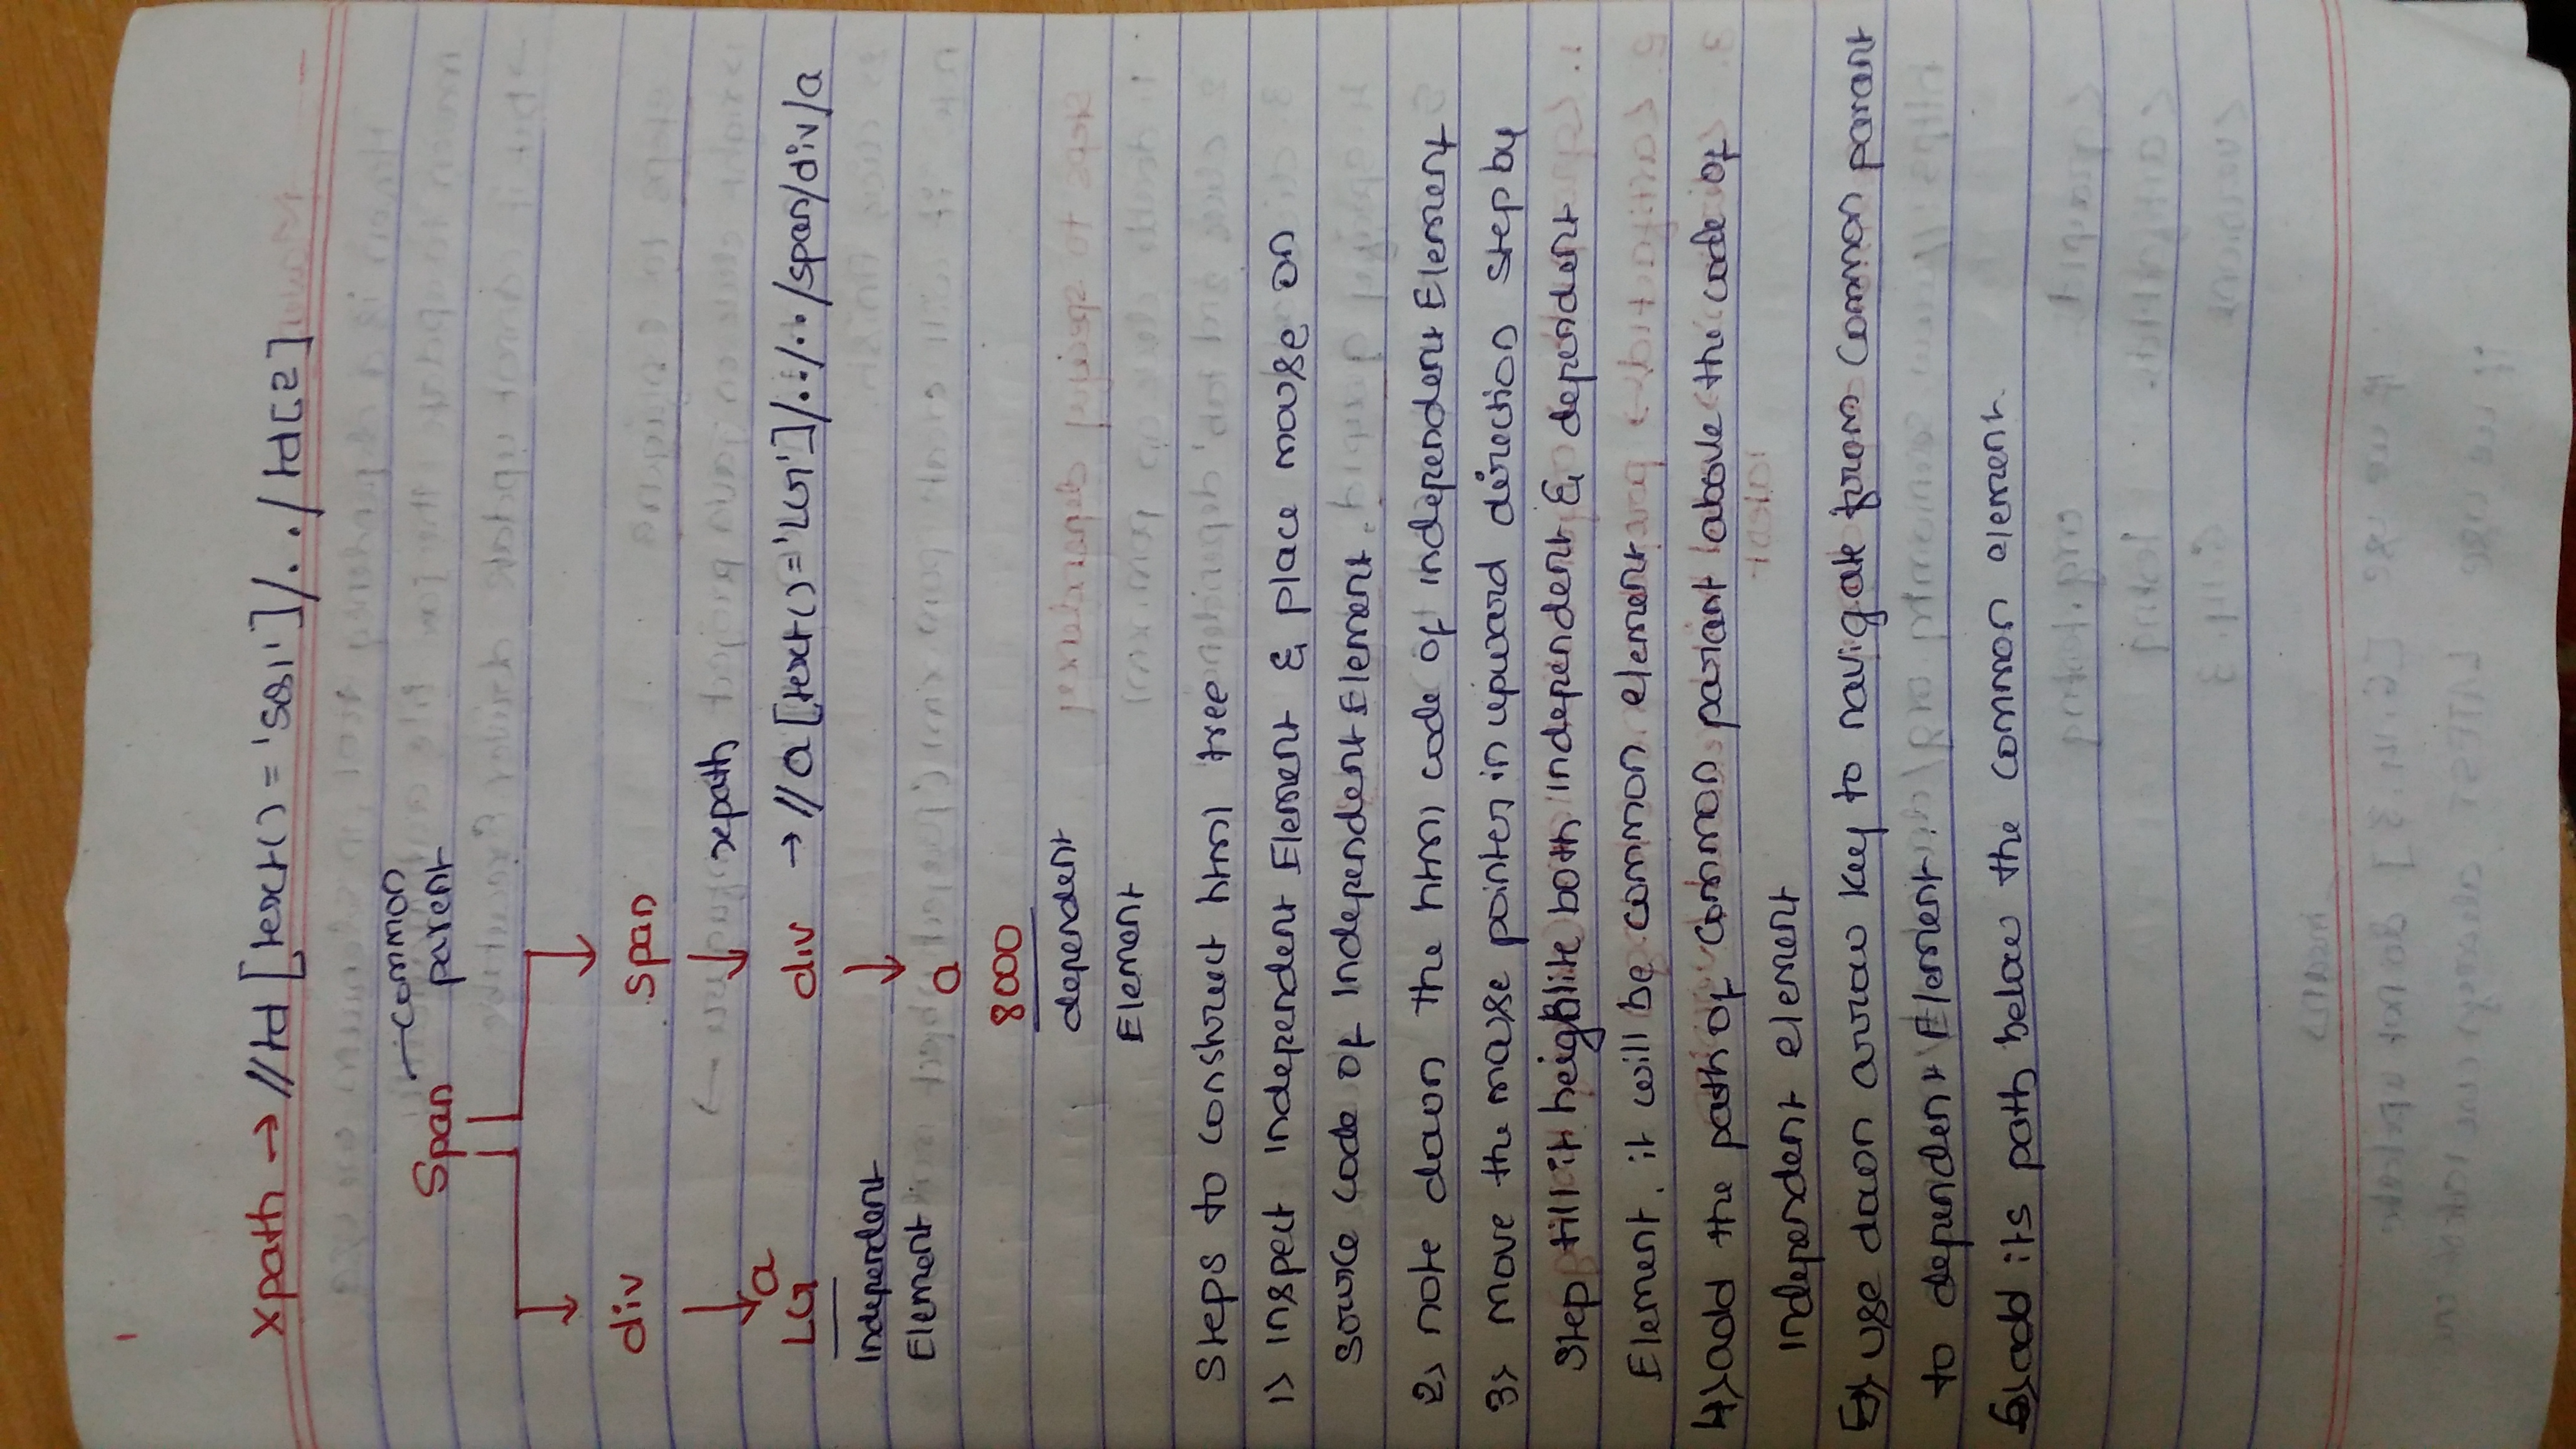 xpath → //td [text() = 'SQl']/../td[2]
common
Span parent
div span
xpath
a
LG div → // a [text()='LG']/../../span/div/a
Independent
Element
a
8000
dependent
Element
Steps to construct html tree
1> Inspect Independent Element & place mouse on
source code of Independent Element.
2> note down the html code of independent Element
3> move the mouse pointer in upward direction step by
step till it heighlite both independent & dependent
Element. it will be common element
4> add the path of common parant above the code of
independent element
5> use down arrow key to navigate from common parant
to dependent Element.
6> add its path below the common element.